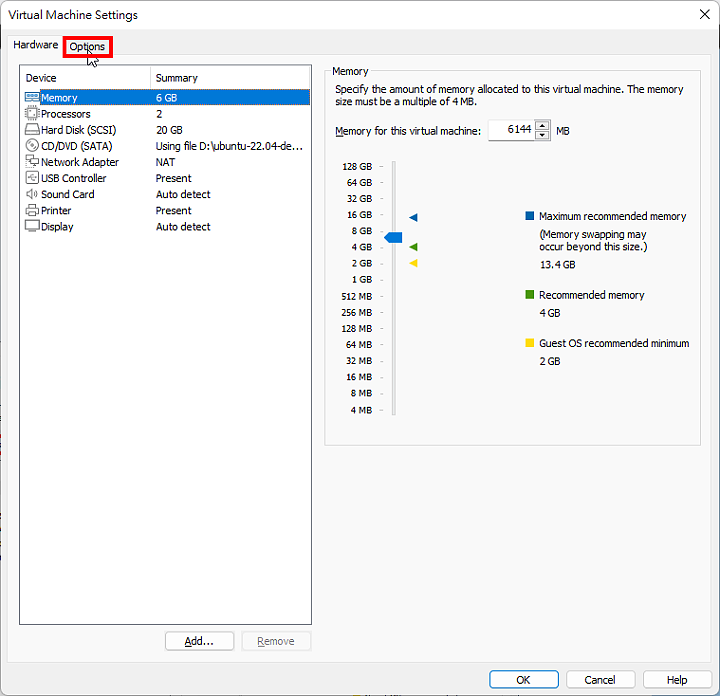 Virtual Machine Settings
Hardware Options
Device Summary
Memory 6 GB
Processors 2
Hard Disk (SCSI) 20 GB
CD/DVD (SATA) Using file D:\ubuntu-22.04-de...
Network Adapter NAT
USB Controller Present
Sound Card Auto detect
Printer Present
Display Auto detect
Add...
Remove
Memory
Specify the amount of memory allocated to this virtual machine. The memory
size must be a multiple of 4 MB.
Memory for this virtual machine: 6144 MB
128 GB
64 GB
32 GB
16 GB
8 GB
4 GB
2 GB
1 GB
512 MB
256 MB
128 MB
64 MB
32 MB
16 MB
8 MB
4 MB
Maximum recommended memory
(Memory swapping may
occur beyond this size.)
13.4 GB
Recommended memory
4 GB
Guest OS recommended minimum
2 GB
OK
Cancel
Help